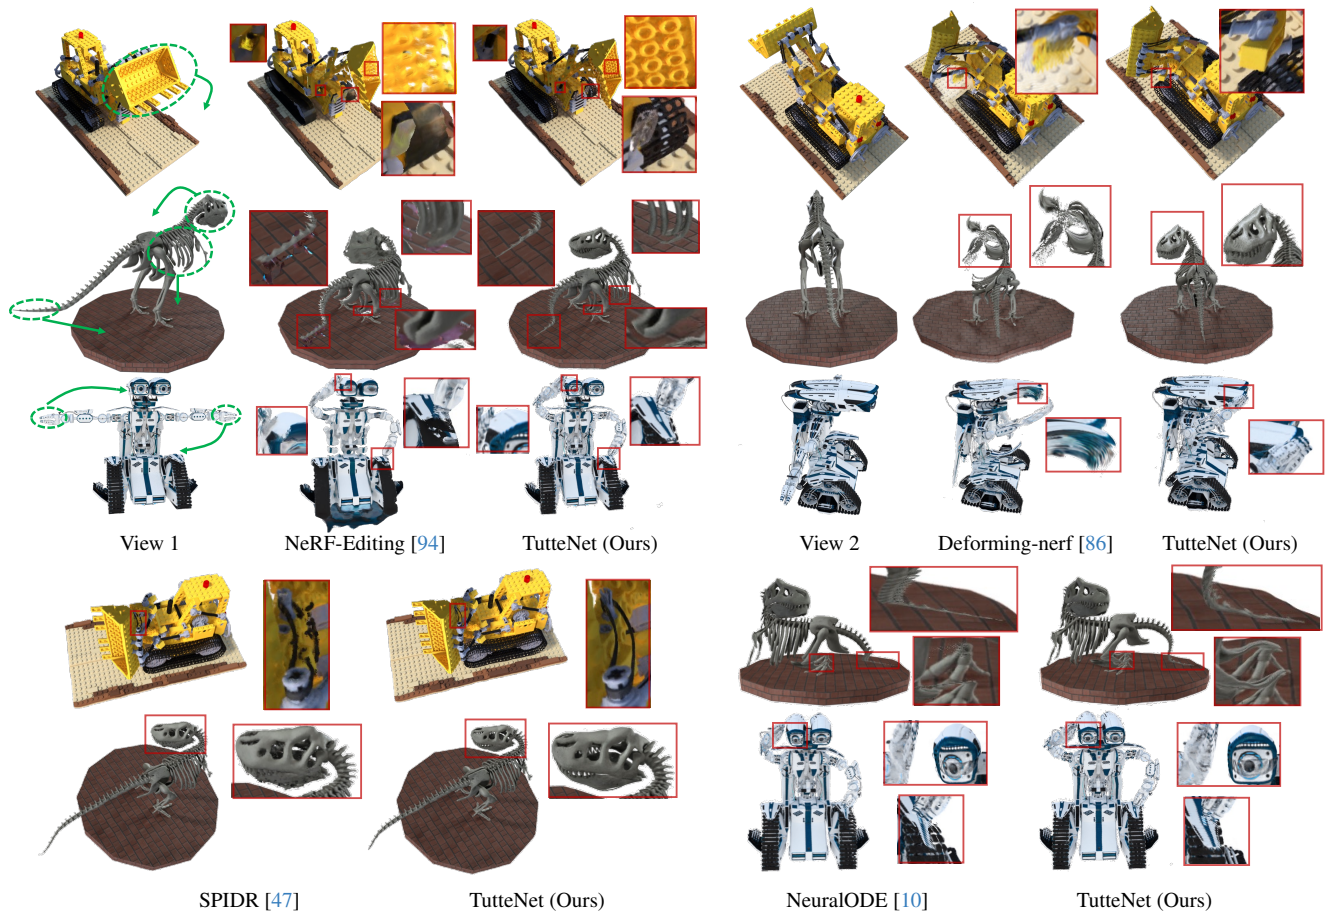 View 1
NeRF-Editing [94]
TutteNet (Ours)
View 2
Deforming-nerf [86]
TutteNet (Ours)
SPIDR [47]
TutteNet (Ours)
NeuralODE [10]
TutteNet (Ours)